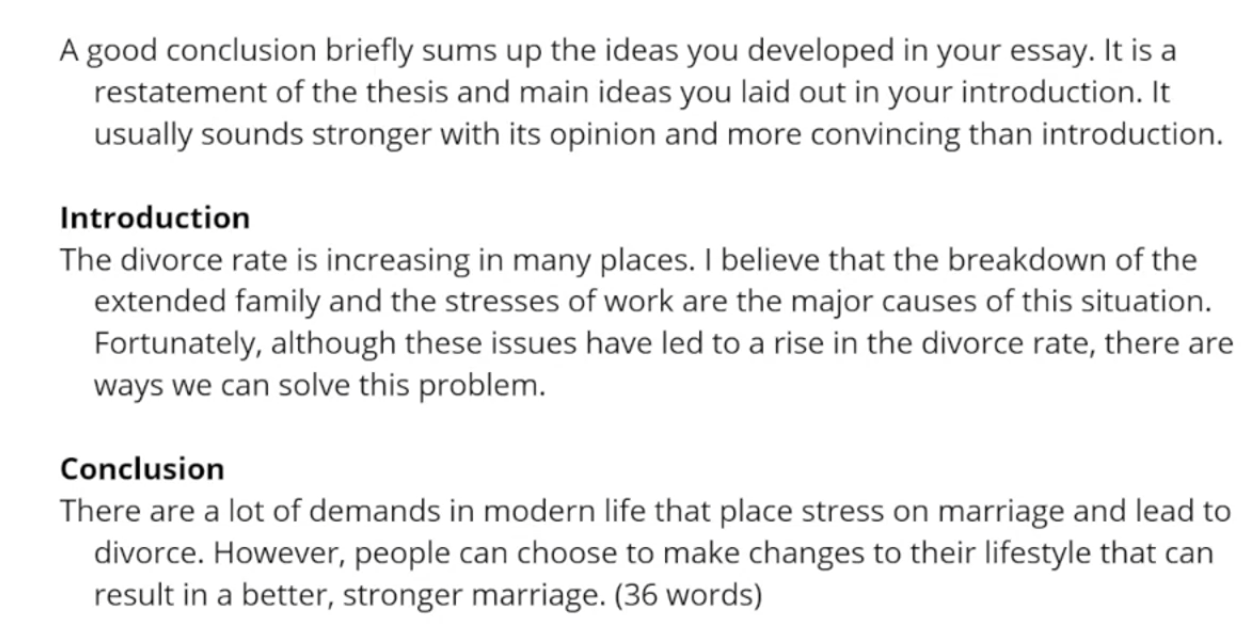 A good conclusion briefly sums up the ideas you developed in your essay. It is a
restatement of the thesis and main ideas you laid out in your introduction. It
usually sounds stronger with its opinion and more convincing than introduction.
Introduction
The divorce rate is increasing in many places. I believe that the breakdown of the
extended family and the stresses of work are the major causes of this situation.
Fortunately, although these issues have led to a rise in the divorce rate, there are
ways we can solve this problem.
Conclusion
There are a lot of demands in modern life that place stress on marriage and lead to
divorce. However, people can choose to make changes to their lifestyle that can
result in a better, stronger marriage. (36 words)